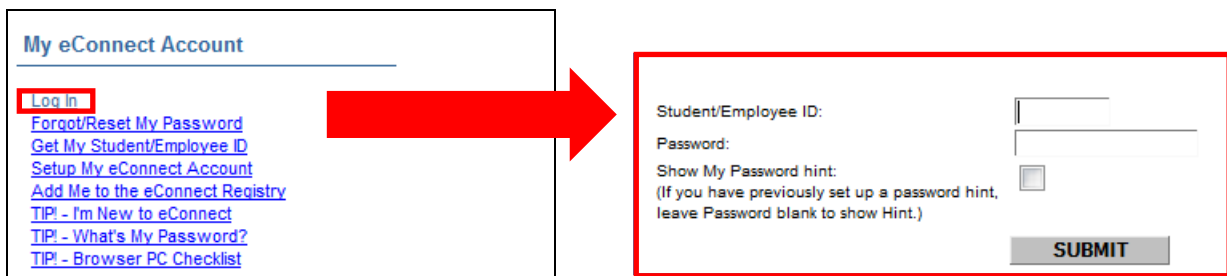 My eConnect Account
Log In
Forgot/Reset My Password
Get My Student/Employee ID
Setup My eConnect Account
Add Me to the eConnect Registry
TIP! - I'm New to eConnect
TIP! - What's My Password?
TIP! - Browser PC Checklist
Student/Employee ID:
Password:
Show My Password hint:
(If you have previously set up a password hint,
leave Password blank to show Hint.)
SUBMIT